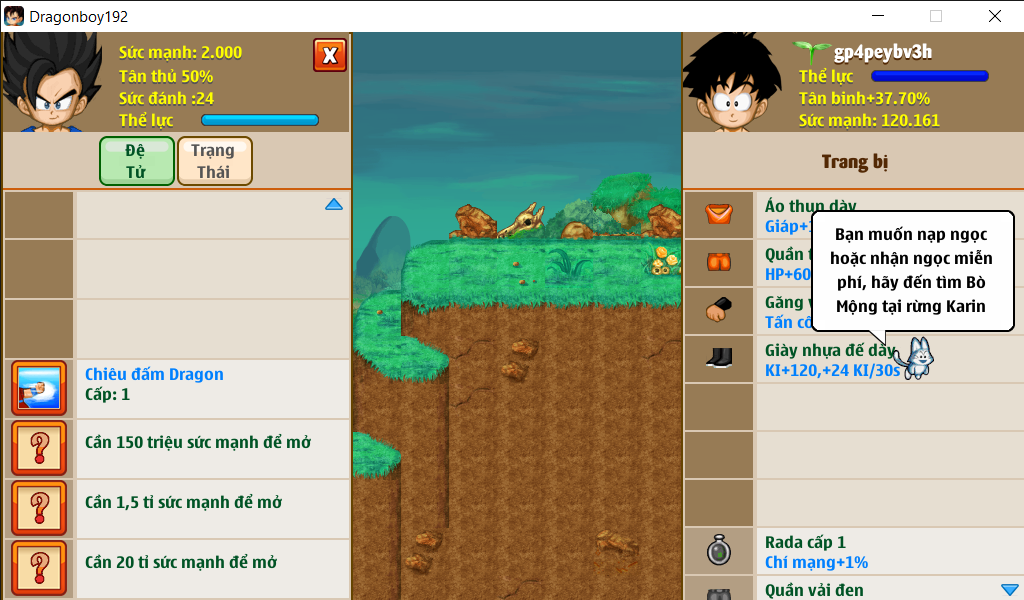 Dragonboy192
Sức mạnh: 2.000
Tân thủ 50%
Sức đánh :24
Thể lực
X
Đệ
Tử
Trạng
Thái
Chiêu đấm Dragon
Cấp: 1
Cần 150 triệu sức mạnh để mở
Cần 1,5 tỉ sức mạnh để mở
Cần 20 tỉ sức mạnh để mở
gp4peybv3h
Thể lực
Tân binh+37.70%
Sức mạnh: 120.161
Trang bị
Áo thun dày
Giáp+
Quần
HP+60
Găng
Tấn
Giày nhựa đế dày
KI+120,+24 KI/30s
Bạn muốn nạp ngọc
hoặc nhận ngọc miễn
phí, hãy đến tìm Bò
Mộng tại rừng Karin
Rada cấp 1
Chí mạng+1%
Quần vải đen